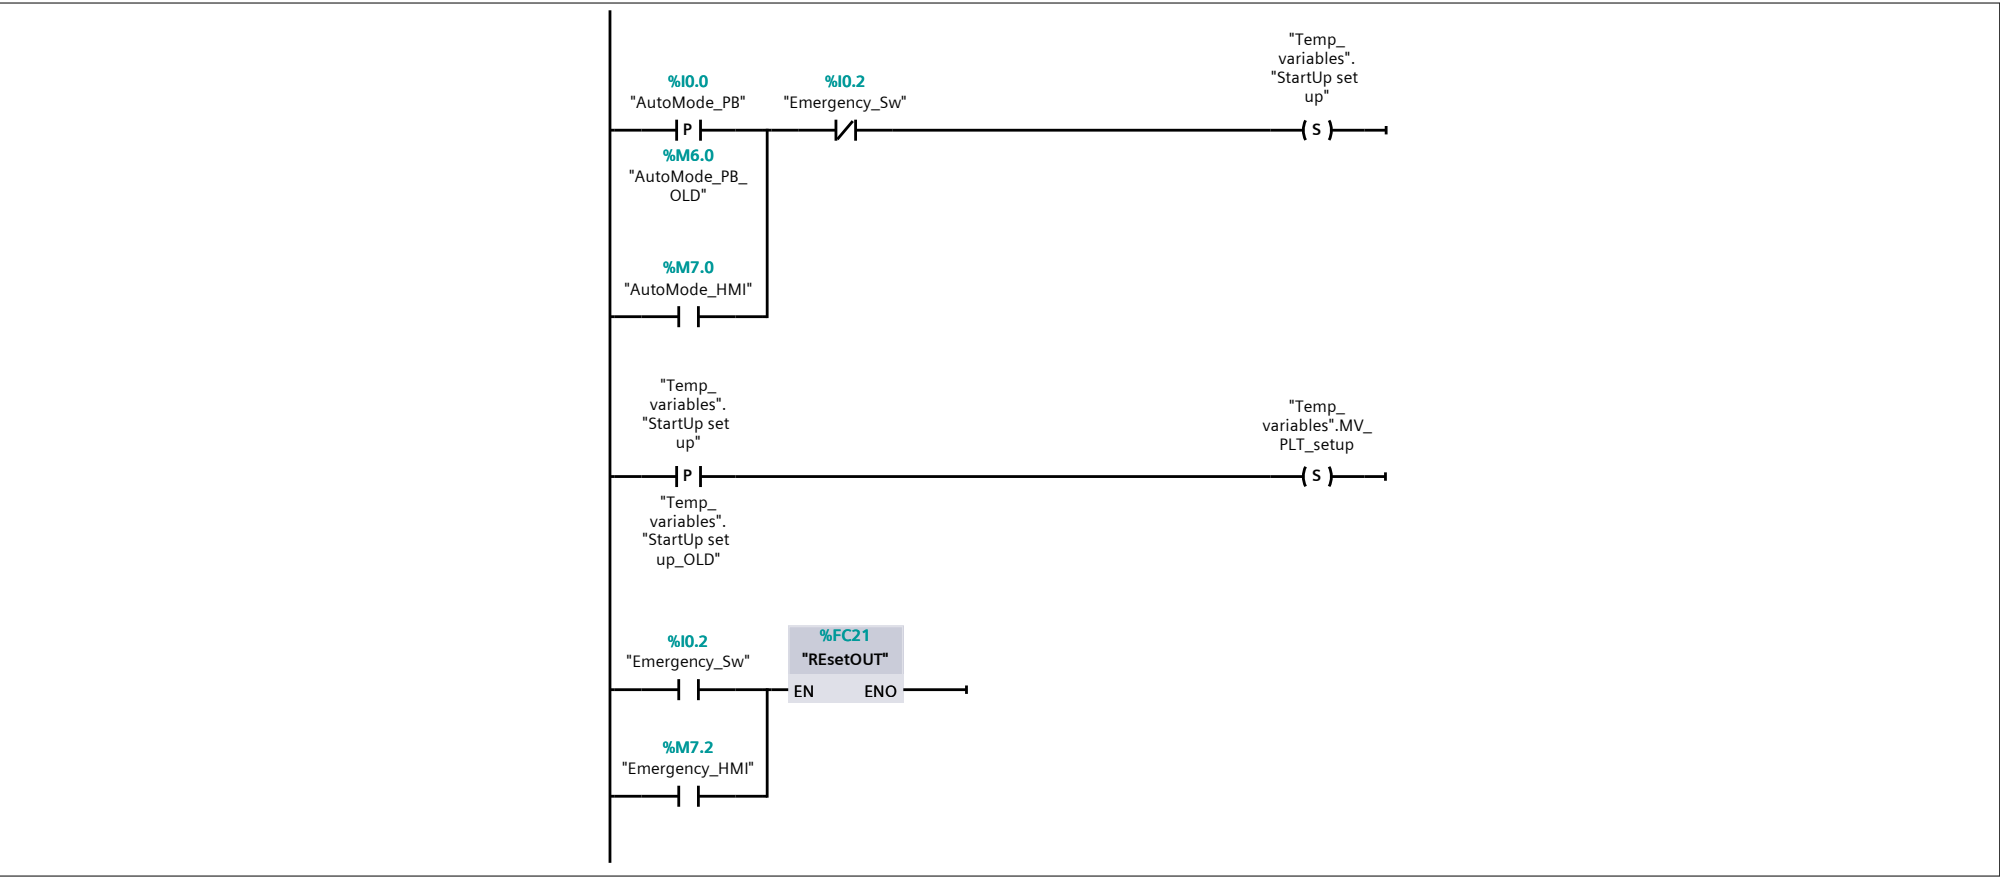 "Temp_
variables".
"StartUp set
up"
%I0.0
"AutoMode_PB"
%I0.2
"Emergency_Sw"
P
S
%M6.0
"AutoMode_PB_
OLD"
%M7.0
"AutoMode_HMI"
"Temp_
variables".
"StartUp set
up"
"Temp_
variables".MV_
PLT_setup
P
S
"Temp_
variables".
"StartUp set
up_OLD"
%I0.2
"Emergency_Sw"
%FC21
"REsetOUT"
EN ENO
%M7.2
"Emergency_HMI"